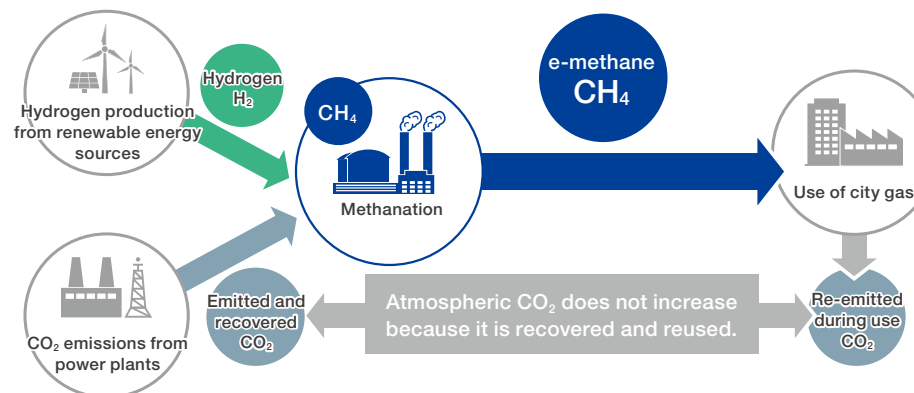 Hydrogen production
from renewable energy
sources
Hydrogen
H₂
CH₄
Methanation
e-methane
CH₄
Use of city gas
CO₂ emissions from
power plants
Emitted and
recovered
CO₂
Atmospheric CO₂ does not increase
because it is recovered and reused.
Re-emitted
during use
CO₂